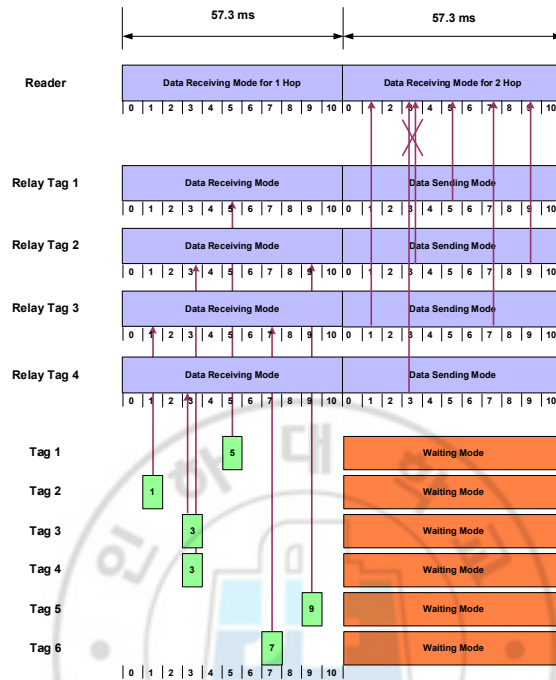 57.3 ms 57.3 ms
Reader Data Receiving Mode for 1 Hop Data Receiving Mode for 2 Hop
0 1 2 3 4 5 6 7 8 9 10 0 1 2 3 4 5 6 7 8 9 10
Relay Tag 1 Data Receiving Mode Data Sending Mode
0 1 2 3 4 5 6 7 8 9 10 0 1 2 3 4 5 6 7 8 9 10
Relay Tag 2 Data Receiving Mode Data Sending Mode
0 1 2 3 4 5 6 7 8 9 10 0 1 2 3 4 5 6 7 8 9 10
Relay Tag 3 Data Receiving Mode Data Sending Mode
0 1 2 3 4 5 6 7 8 9 10 0 1 2 3 4 5 6 7 8 9 10
Relay Tag 4 Data Receiving Mode Data Sending Mode
0 1 2 3 4 5 6 7 8 9 10 0 1 2 3 4 5 6 7 8 9 10
Tag 1 5 Waiting Mode
Tag 2 1 Waiting Mode
Tag 3 3 Waiting Mode
Tag 4 3 Waiting Mode
Tag 5 9 Waiting Mode
Tag 6 7 Waiting Mode
0 1 2 3 4 5 6 7 8 9 10
인하대학교